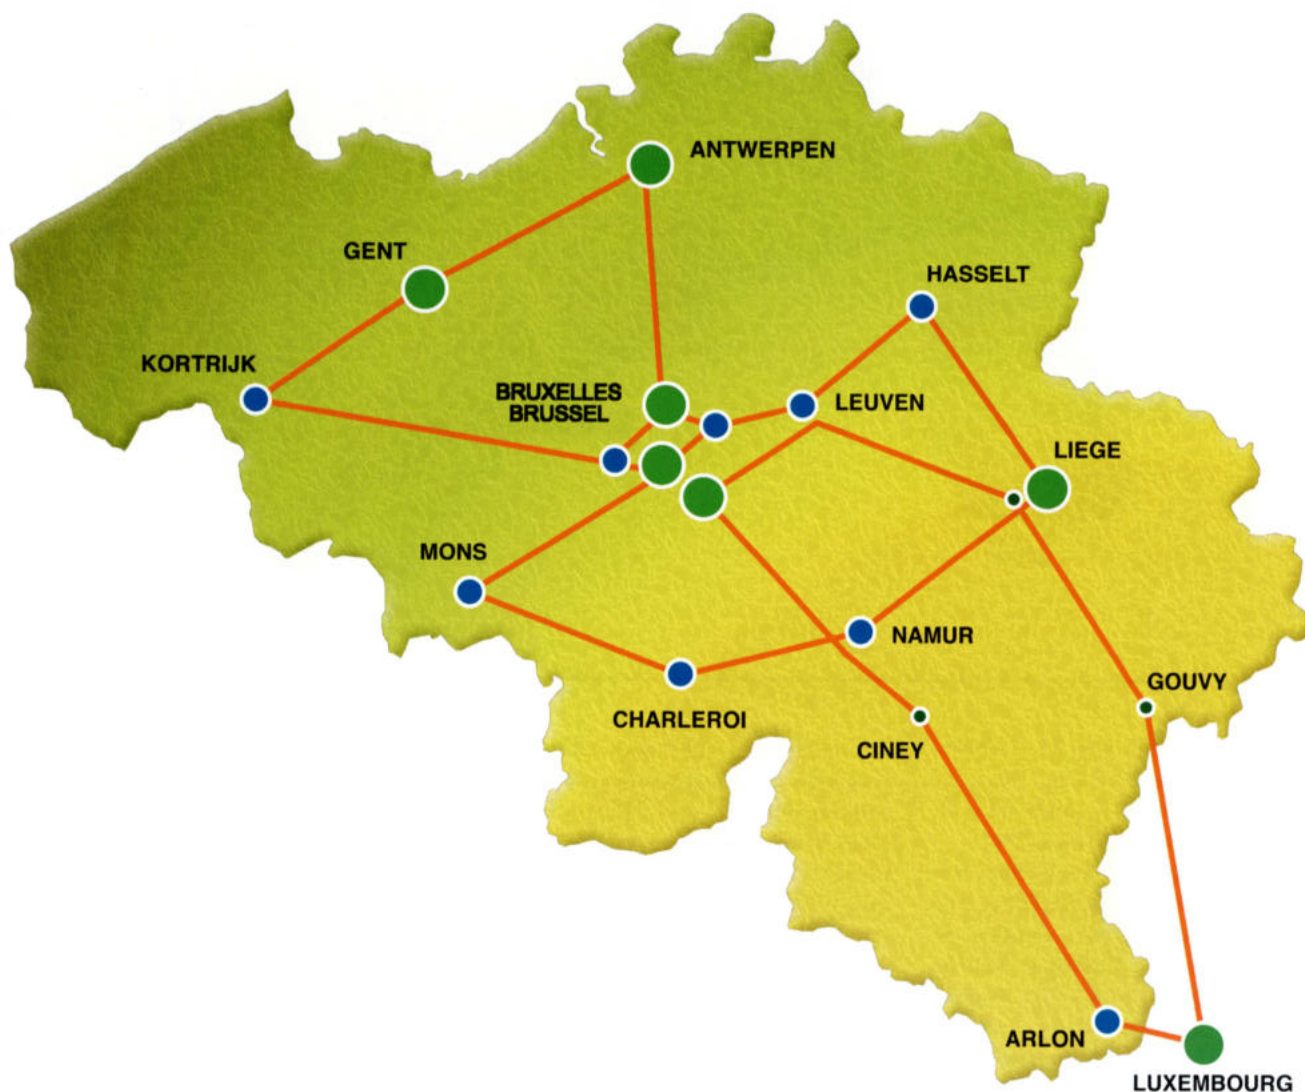 ANTWERPEN
GENT
HASSELT
KORTRIJK
BRUXELLES
BRUSSEL
LEUVEN
LIEGE
MONS
NAMUR
GOUVY
CHARLEROI
CINEY
ARLON
LUXEMBOURG